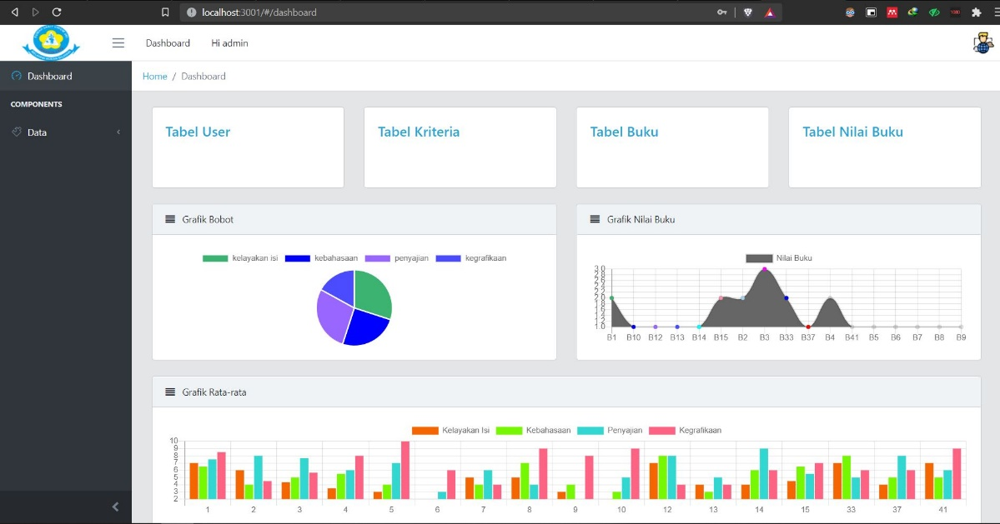 localhost:3001/#/dashboard
Dashboard Hi admin
Dashboard
Home / Dashboard
COMPONENTS
Data
Tabel User
Tabel Kriteria
Tabel Buku
Tabel Nilai Buku
Grafik Bobot
kelayakan isi kebahasaan penyajian kegrafikaan
Grafik Nilai Buku
Nilai Buku
3.0
2.8
2.6
2.4
2.2
2.0
1.8
1.6
1.4
1.2
1.0
B1 B10 B12 B13 B14 B15 B2 B3 B33 B37 B4 B41 B5 B6 B7 B8 B9
Grafik Rata-rata
Kelayakan Isi Kebahasaan Penyajian Kegrafikaan
10
9
8
7
6
5
4
3
2
1 2 3 4 5 6 7 8 9 10 12 13 14 15 33 37 41